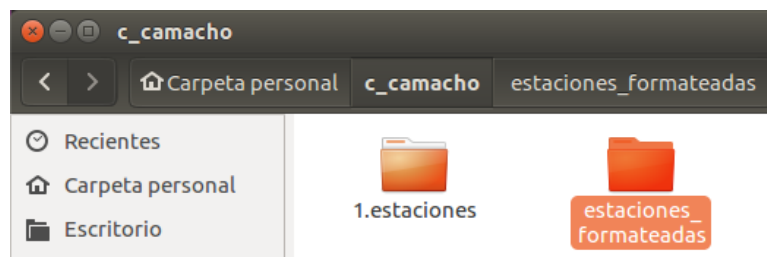 c_camacho
Carpeta personal c_camacho estaciones_formateadas
Recientes
Carpeta personal
Escritorio
1.estaciones
estaciones_
formateadas